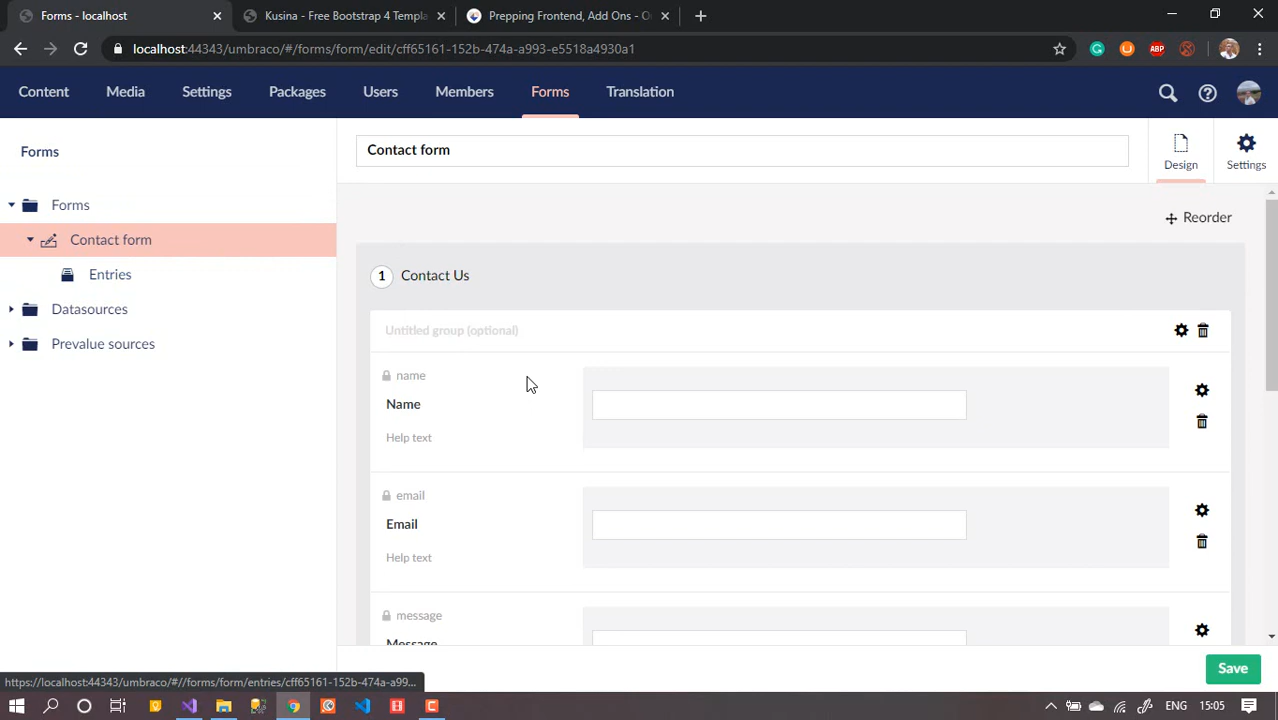 Forms - localhost
Kusina - Free Bootstrap 4 Templa
Prepping Frontend, Add Ons - O
localhost:44343/umbraco/#/forms/form/edit/cff65161-152b-474a-a993-e5518a4930a1
ABP
Content
Media
Settings
Packages
Users
Members
Forms
Translation
Forms
Contact form
Design
Settings
Forms
Reorder
Contact form
1 Contact Us
Entries
Datasources
Untitled group (optional)
Prevalue sources
name
Name
Help text
email
Email
Help text
message
Message
https://localhost:44343/umbraco/#//forms/form/entries/cff65161-152b-474a-a99...
Save
ENG
15:05